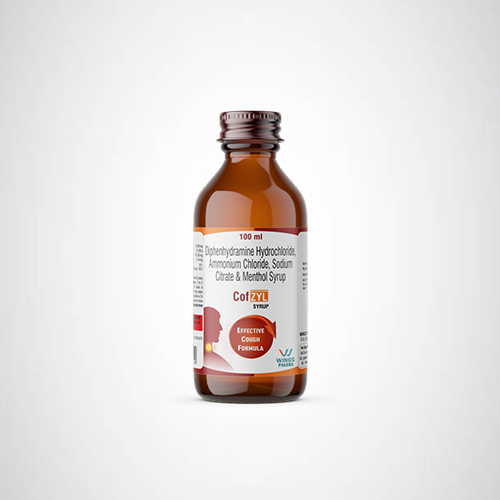 100 ml
Diphenhydramine Hydrochloride,
Ammonium Chloride, Sodium
Citrate & Menthol Syrup
CofZYL
SYRUP
EFFECTIVE
COUGH
FORMULA
WINGS
PHARMA